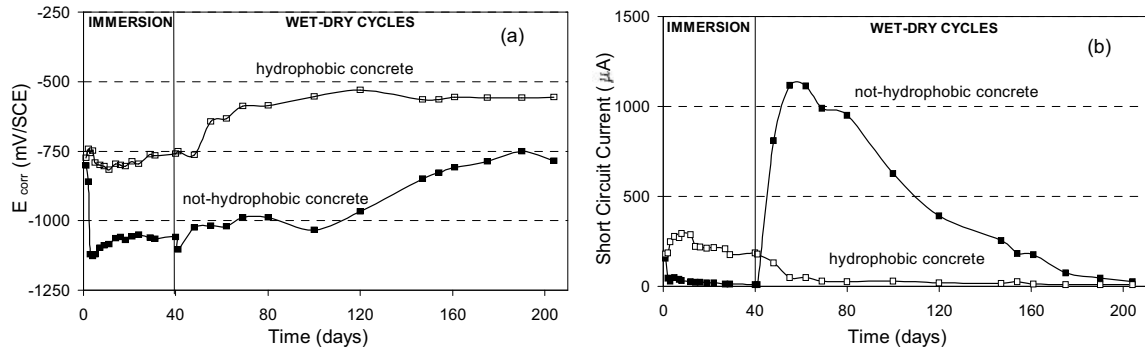 IMMERSION
WET-DRY CYCLES
(a)
hydrophobic concrete
not-hydrophobic concrete
E corr (mV/SCE)
-250
-500
-750
-1000
-1250
0 40 80 120 160 200
Time (days)
IMMERSION
WET-DRY CYCLES
(b)
not-hydrophobic concrete
hydrophobic concrete
Short Circuit Current (μA)
1500
1000
500
0
0 40 80 120 160 200
Time (days)